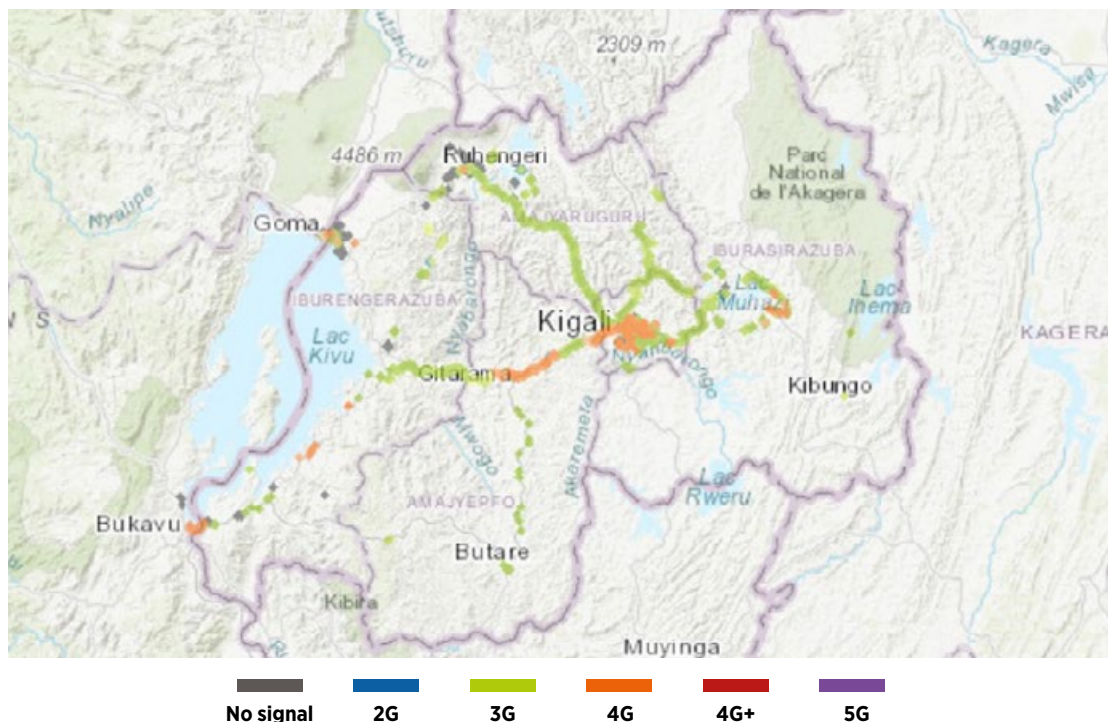 2309 m
Kagera
Mwisa
4486 m
Ruhengeri
Parc
National
de l'Akagera
Nyalipe
Goma
AMAJYARUGURU
IBURASIRAZUBA
IBURENGERAZUBA
Nyabarongo
Lac
Muhazi
Lac
Ihema
Kigali
KAGERA
Lac
Kivu
Gitarama
Nyabarongo
Kibungo
Mwogo
Akanemeta
AMAJYEPFO
Lac
Rweru
Bukavu
Butare
Kibira
Muyinga
No signal
2G
3G
4G
4G+
5G